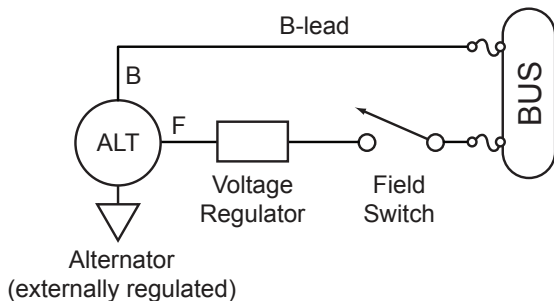 B-lead
B
BUS
ALT
F
Voltage
Regulator
Field
Switch
Alternator
(externally regulated)